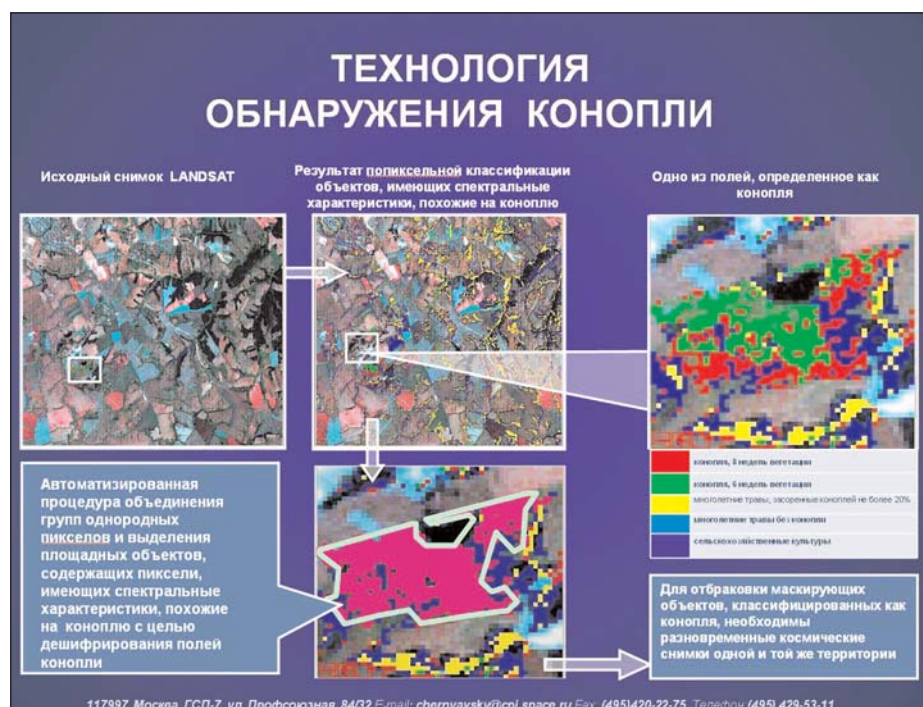 ТЕХНОЛОГИЯ
ОБНАРУЖЕНИЯ КОНОПЛИ
Исходный снимок LANDSAT
Результат попиксельной классификации
объектов, имеющих спектральные
характеристики, похожие на коноплю
Одно из полей, определенное как
конопля
конопля, 8 недель вегетации
конопля, 6 недель вегетации
многолетние травы, засоренные коноплей не более 20%
многолетние травы без конопли
сельскохозяйственные культуры
Автоматизированная
процедура объединения
групп однородных
пикселов и выделения
площадных объектов,
содержащих пиксели,
имеющих спектральные
характеристики, похожие
на коноплю с целью
дешифрирования полей
конопли
Для отбраковки маскирующих
объектов, классифицированных как
конопля, необходимы
разновременные космические
снимки одной и той же территории
117997, Москва, ГСП-7, ул. Профсоюзная, 84/32 E-mail: chernyavsky@cpi.space.ru Fax: (495)420-22-75, Телефон (495) 429-53-11